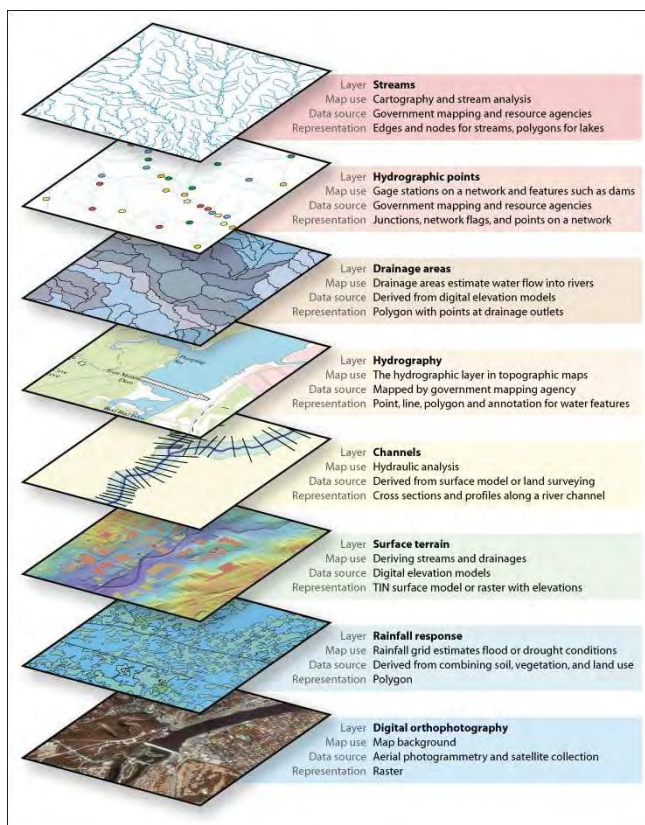 Layer Streams
Map use Cartography and stream analysis
Data source Government mapping and resource agencies
Representation Edges and nodes for streams, polygons for lakes
Layer Hydrographic points
Map use Gage stations on a network and features such as dams
Data source Government mapping and resource agencies
Representation Junctions, network flags, and points on a network
Layer Drainage areas
Map use Drainage areas estimate water flow into rivers
Data source Derived from digital elevation models
Representation Polygon with points at drainage outlets
Layer Hydrography
Map use The hydrographic layer in topographic maps
Data source Mapped by government mapping agency
Representation Point, line, polygon and annotation for water features
Layer Channels
Map use Hydraulic analysis
Data source Derived from surface model or land surveying
Representation Cross sections and profiles along a river channel
Layer Surface terrain
Map use Deriving streams and drainages
Data source Digital elevation models
Representation TIN surface model or raster with elevations
Layer Rainfall response
Map use Rainfall grid estimates flood or drought conditions
Data source Derived from combining soil, vegetation, and land use
Representation Polygon
Layer Digital orthophotography
Map use Map background
Data source Aerial photogrammetry and satellite collection
Representation Raster